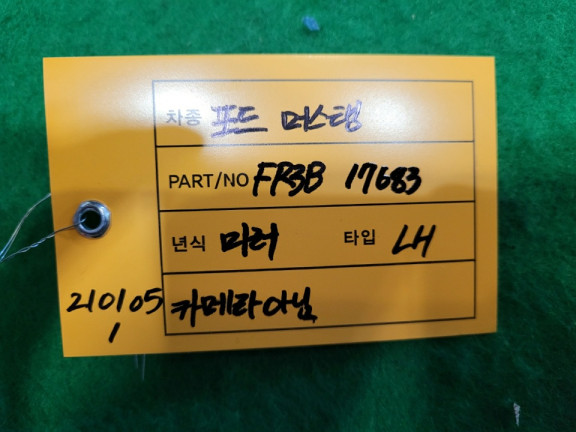 차종 포드 머스탱
PART/NO FR3B 17683
년식 미러 타입 LH
210105 카메라아님
1